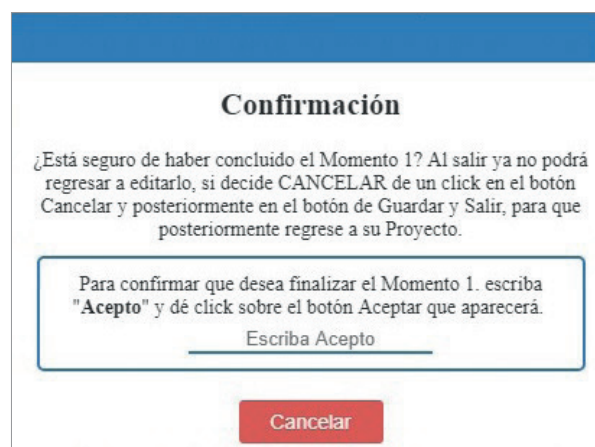 Confirmación
¿Está seguro de haber concluido el Momento 1? Al salir ya no podrá
regresar a editarlo, si decide CANCELAR de un click en el botón
Cancelar y posteriormente en el botón de Guardar y Salir, para que
posteriormente regrese a su Proyecto.
Para confirmar que desea finalizar el Momento 1. escriba
"Acepto" y dé click sobre el botón Aceptar que aparecerá.
Escriba Acepto
Cancelar